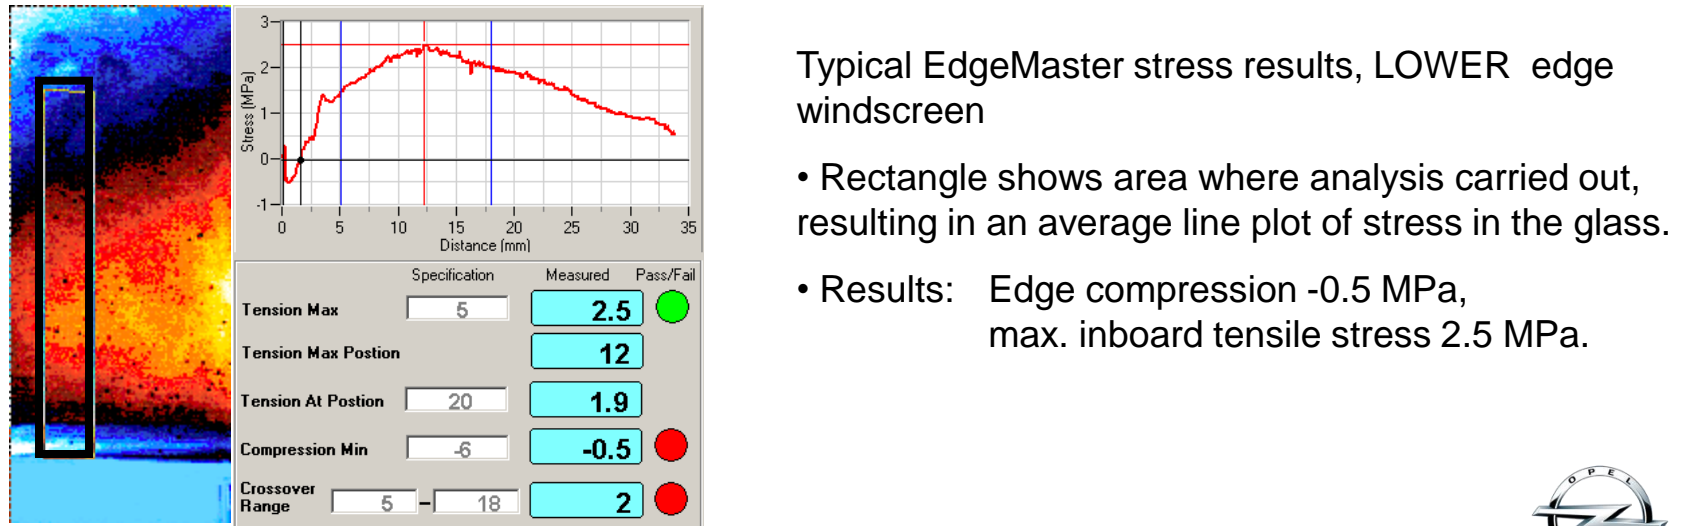 3
2
1
0
-1
Stress (MPa)
0 5 10 15 20 25 30 35
Distance (mm)
Specification Measured Pass/Fail
Tension Max 5 2.5
Tension Max Postion 12
Tension At Postion 20 1.9
Compression Min -6 -0.5
Crossover
Range 5 – 18 2
Typical EdgeMaster stress results, LOWER edge
windscreen
• Rectangle shows area where analysis carried out,
resulting in an average line plot of stress in the glass.
• Results: Edge compression -0.5 MPa,
max. inboard tensile stress 2.5 MPa.
OPEL